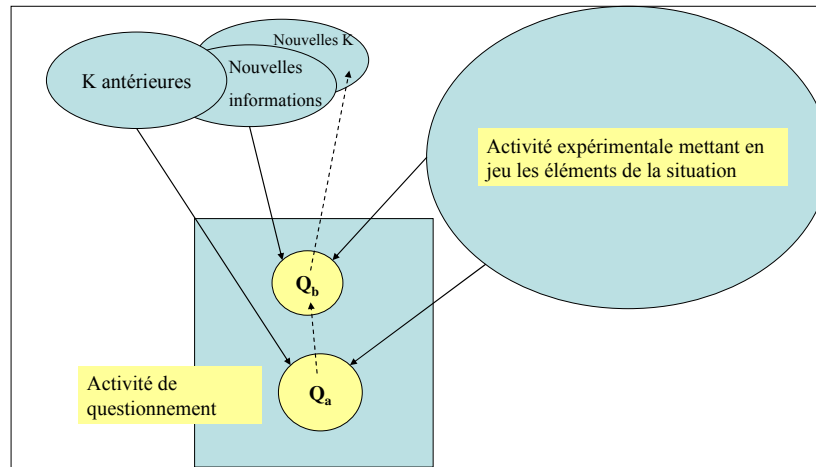 Nouvelles K
K antérieures
Nouvelles
informations
Activité expérimentale mettant en
jeu les éléments de la situation
Qb
Qa
Activité de
questionnement